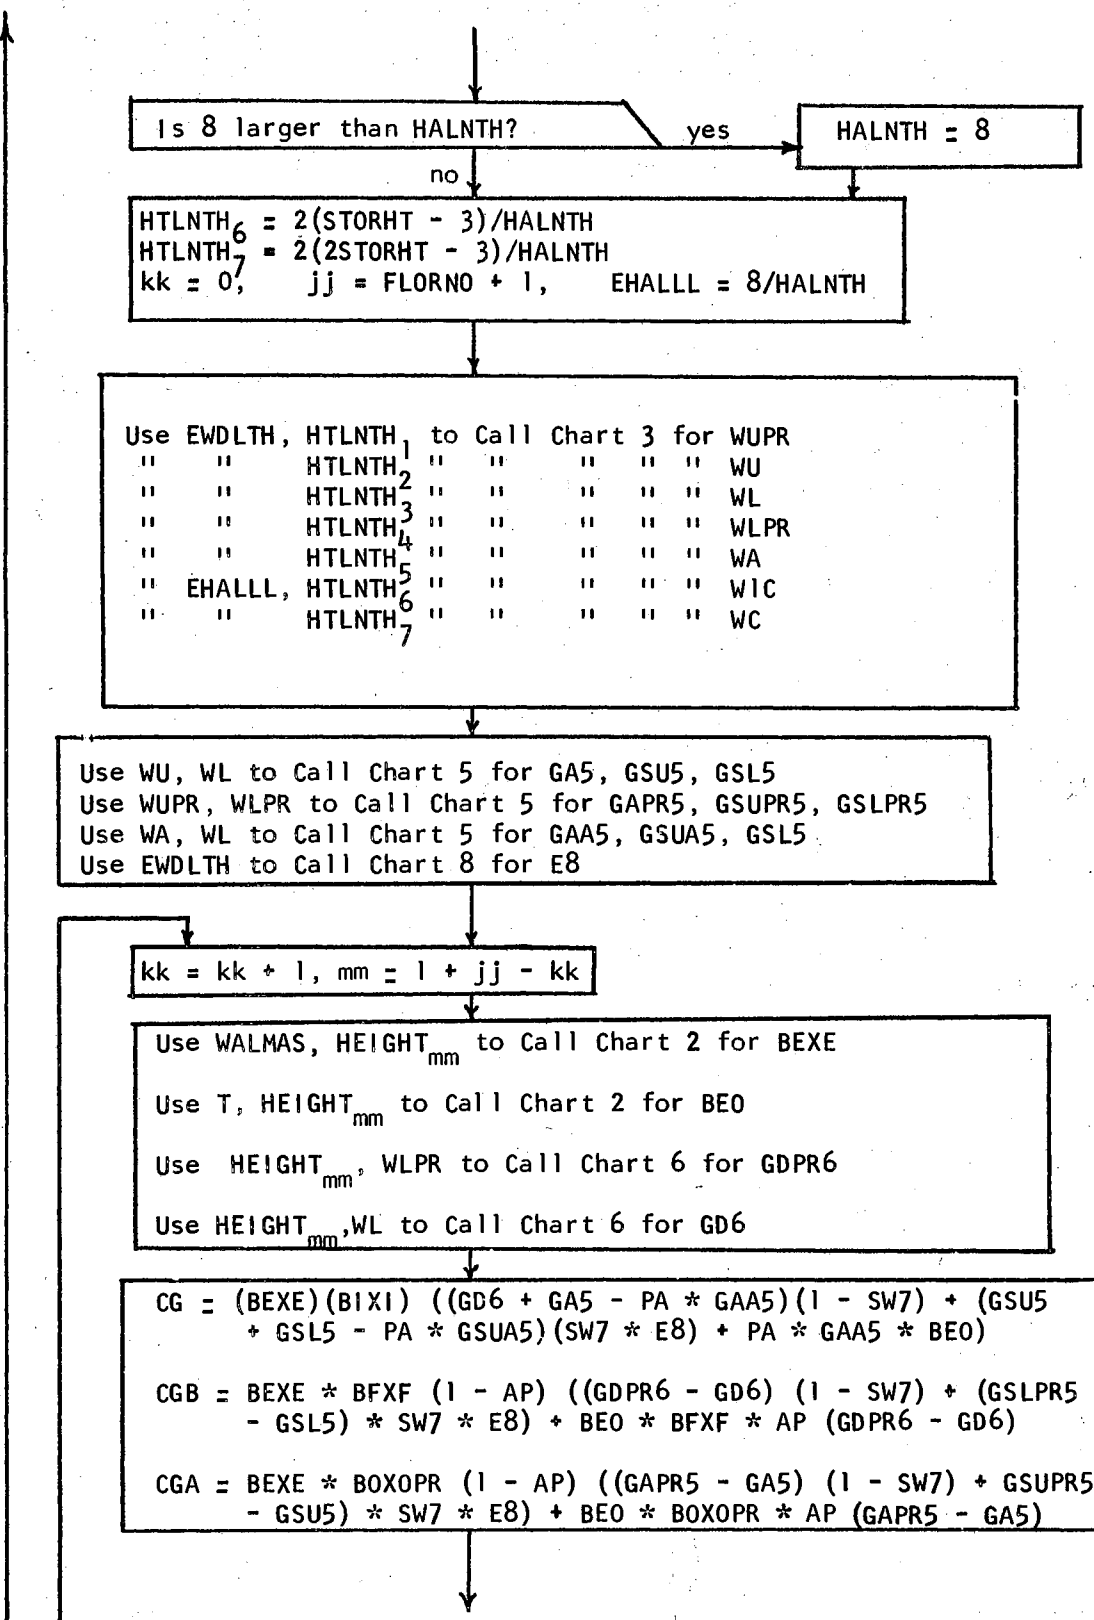 Is 8 larger than HALNTH?
yes
HALNTH = 8
no
HTLNTH6 = 2(STORHT - 3)/HALNTH
HTLNTH7 = 2(2STORHT - 3)/HALNTH
kk = 0, jj = FLORNO + 1, EHALLL = 8/HALNTH
Use EWDLTH, HTLNTH1 to Call Chart 3 for WUPR
" " HTLNTH2 " " " " " WU
" " HTLNTH3 " " " " " WL
" " HTLNTH4 " " " " " WLPR
" " HTLNTH5 " " " " " WA
" EHALLL, HTLNTH6 " " " " " WIC
" " HTLNTH7 " " " " " WC
Use WU, WL to Call Chart 5 for GA5, GSU5, GSL5
Use WUPR, WLPR to Call Chart 5 for GAPR5, GSUPR5, GSLPR5
Use WA, WL to Call Chart 5 for GAA5, GSUA5, GSL5
Use EWDLTH to Call Chart 8 for E8
kk = kk + 1, mm = 1 + jj - kk
Use WALMAS, HEIGHTmm to Call Chart 2 for BEXE
Use T, HEIGHTmm to Call Chart 2 for BEO
Use HEIGHTmm, WLPR to Call Chart 6 for GDPR6
Use HEIGHTmm,WL to Call Chart 6 for GD6
CG = (BEXE)(BIXI) ((GD6 + GA5 - PA * GAA5)(1 - SW7) + (GSU5
+ GSL5 - PA * GSUA5)(SW7 * E8) + PA * GAA5 * BEO)
CGB = BEXE * BFXF (1 - AP) ((GDPR6 - GD6) (1 - SW7) + (GSLPR5
- GSL5) * SW7 * E8) + BEO * BFXF * AP (GDPR6 - GD6)
CGA = BEXE * BOXOPR (1 - AP) ((GAPR5 - GA5) (1 - SW7) + GSUPR5
- GSU5) * SW7 * E8) + BEO * BOXOPR * AP (GAPR5 - GA5)